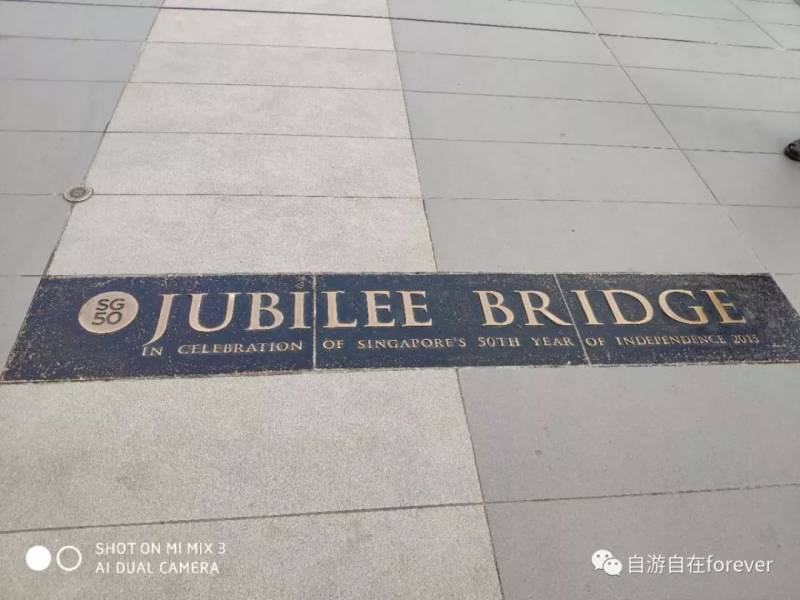 SG
50
JUBILEE BRIDGE
IN CELEBRATION OF SINGAPORE'S 50TH YEAR OF INDEPENDENCE 2015
SHOT ON MI MIX 3
AI DUAL CAMERA
自游自在forever